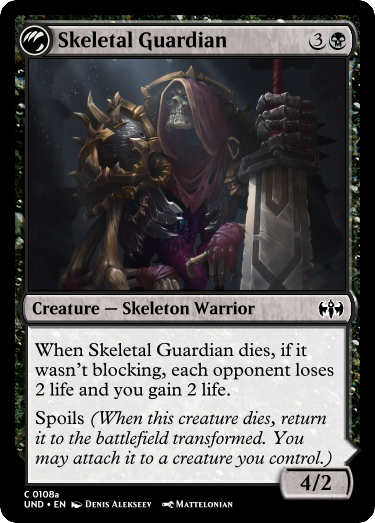 Skeletal Guardian 3
Creature — Skeleton Warrior
When Skeletal Guardian dies, if it
wasn't blocking, each opponent loses
2 life and you gain 2 life.
Spoils (When this creature dies, return
it to the battlefield transformed. You
may attach it to a creature you control.)
4/2
C 0108a
UND • EN Denis Alekseev Mattelonian